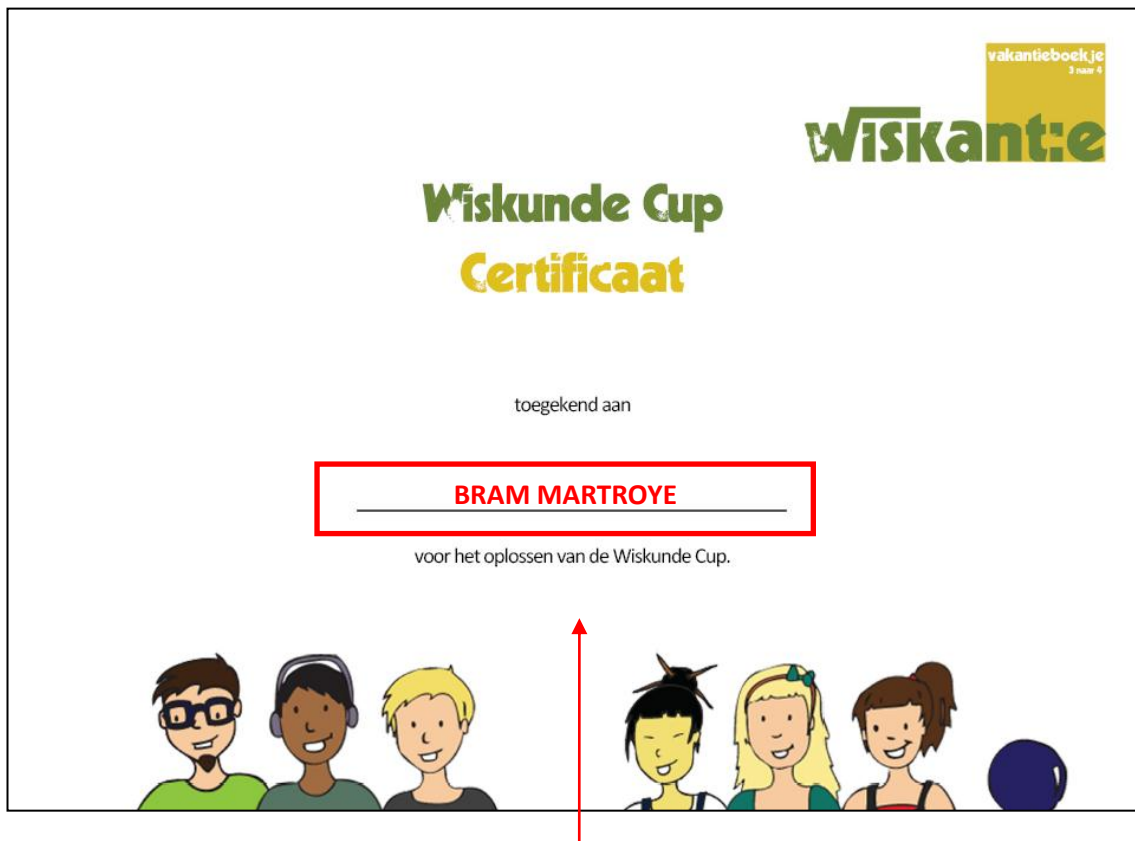 vakantieboekje
3 naar 4
wiskant:e
Wiskunde Cup
Certificaat
toegekend aan
BRAM MARTROYE
voor het oplossen van de Wiskunde Cup.